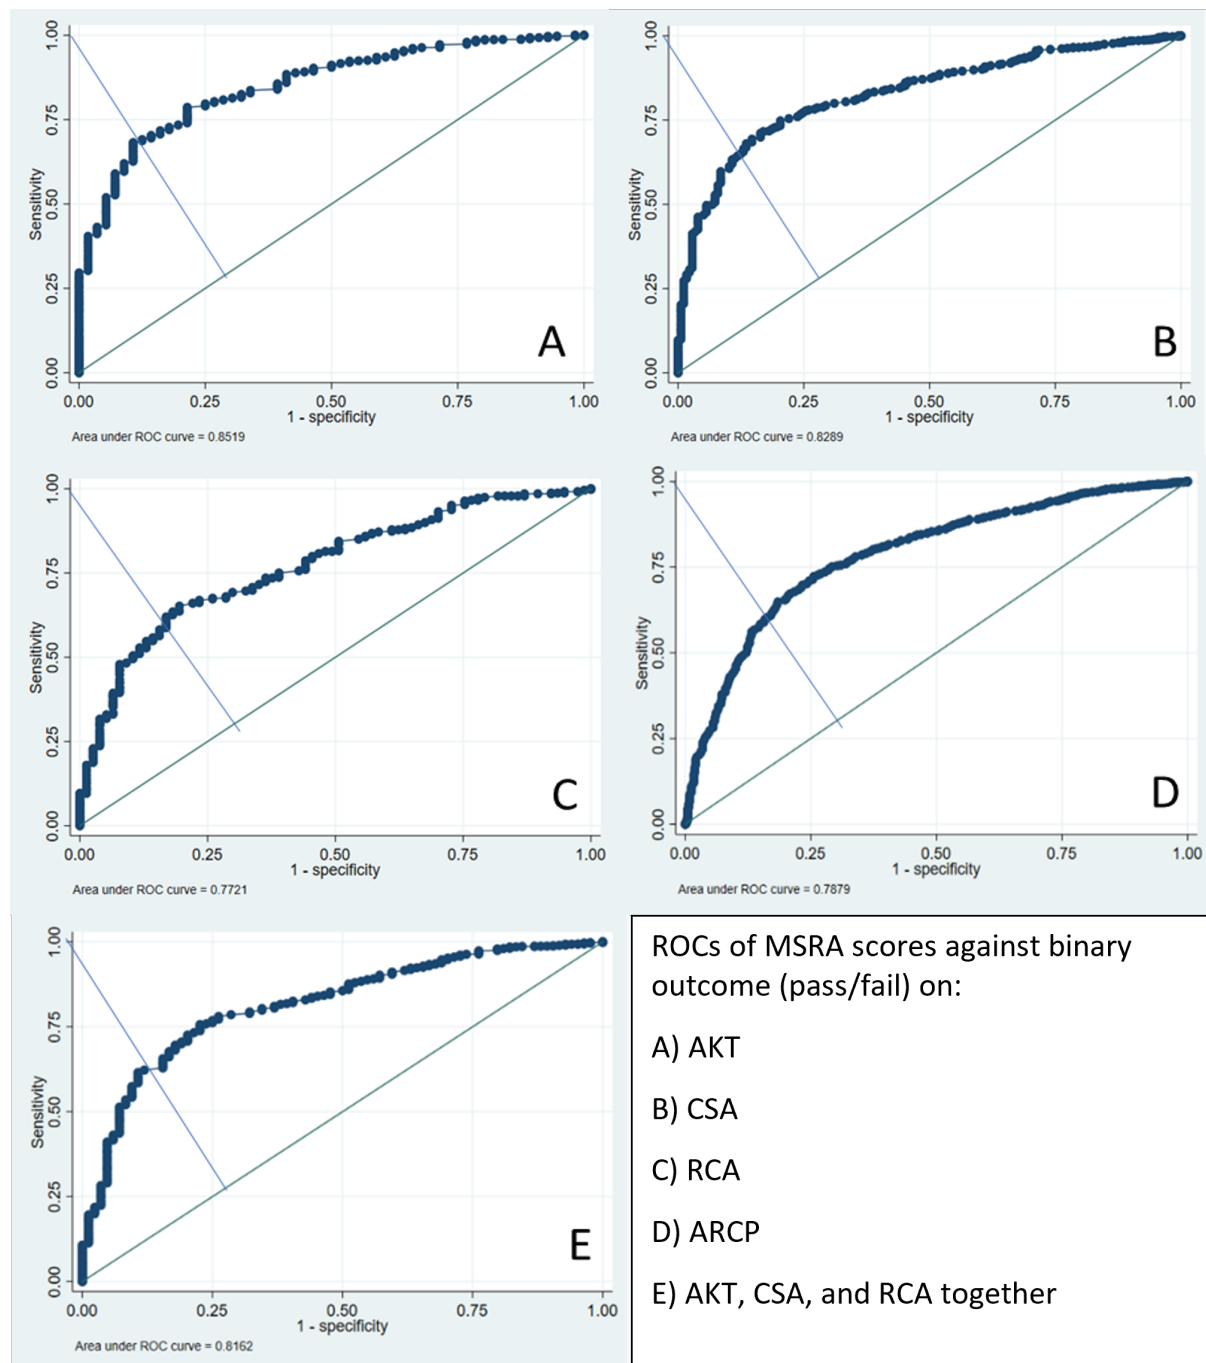 1.00
0.75
0.50
0.25
0.00
Sensitivity
A
0.00 0.25 0.50 0.75 1.00
1 - specificity
Area under ROC curve = 0.8519
1.00
0.75
0.50
0.25
0.00
Sensitivity
B
0.00 0.25 0.50 0.75 1.00
1 - specificity
Area under ROC curve = 0.8289
1.00
0.75
0.50
0.25
0.00
Sensitivity
C
0.00 0.25 0.50 0.75 1.00
1 - specificity
Area under ROC curve = 0.7721
1.00
0.75
0.50
0.25
0.00
Sensitivity
D
0.00 0.25 0.50 0.75 1.00
1 - specificity
Area under ROC curve = 0.7879
1.00
0.75
0.50
0.25
0.00
Sensitivity
E
0.00 0.25 0.50 0.75 1.00
1 - specificity
Area under ROC curve = 0.8162
ROCs of MSRA scores against binary
outcome (pass/fail) on:
A) AKT
B) CSA
C) RCA
D) ARCP
E) AKT, CSA, and RCA together